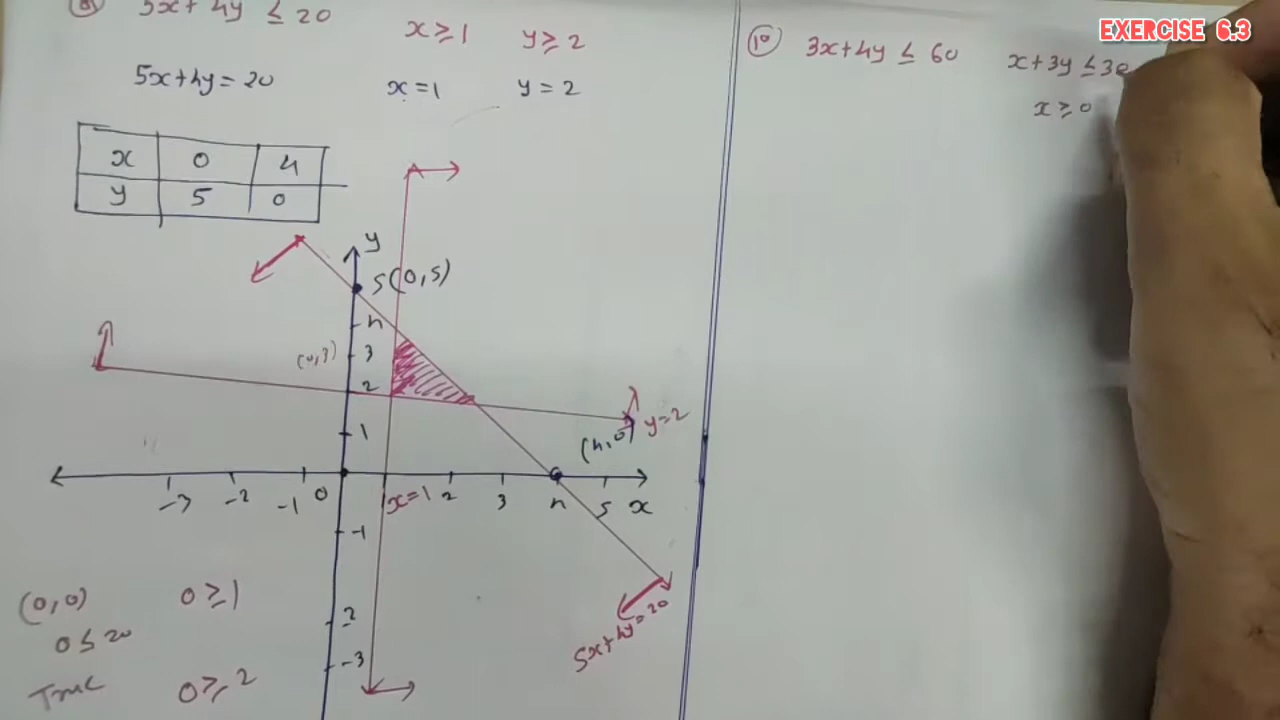 EXERCISE 6.3
5x + 4y ≤ 20
x ≥ 1 y ≥ 2
5x + 4y = 20
x = 1 y = 2
x 0 4
y 5 0
y
5 (0,5)
4
(0,3) 3
2
y=2
(4,0)
1
-3 -2 -1 0 x=1 2 3 4 5 x
-1
-2
-3
5x+4y=20
(0,0) 0 ≥ 1
0 ≤ 20
True 0 ≥ 2
10 3x + 4y ≤ 60 x + 3y ≤ 30
x ≥ 0